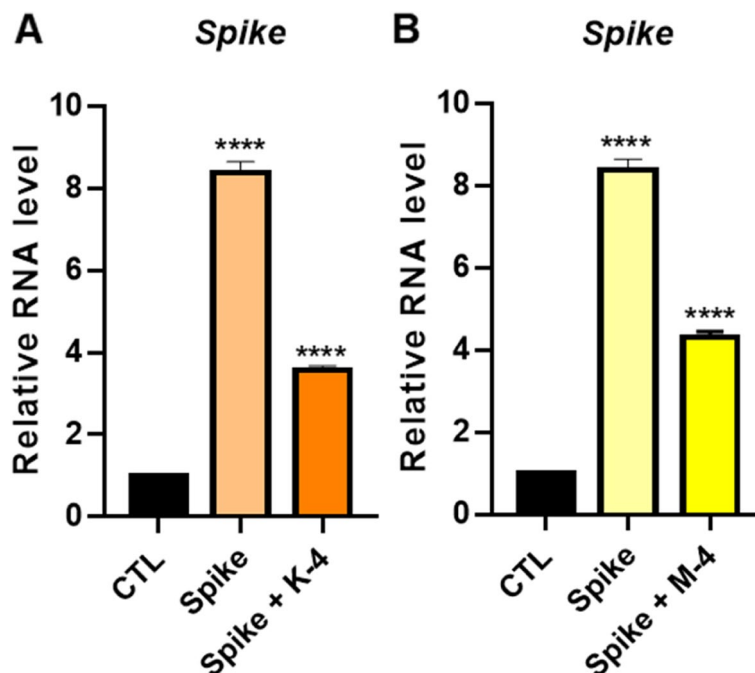 A
Spike
Relative RNA level
10
8
6
4
2
0
****
****
CTL
Spike
Spike + K-4
B
Spike
Relative RNA level
10
8
6
4
2
0
****
****
CTL
Spike
Spike + M-4